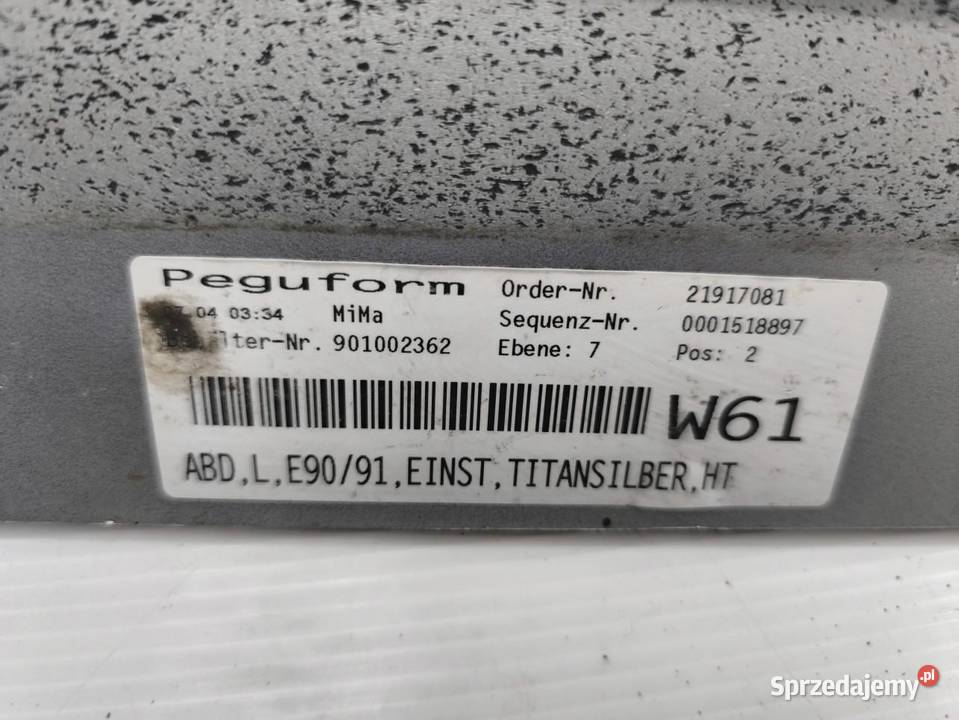 Peguform
Order-Nr. 21917081
04 03:34 MiMa
Sequenz-Nr. 0001518897
901002362
Ebene: 7 Pos: 2
W61
ABD,L,E90/91,EINST,TITANSILBER,HT
Sprzedajemy.pl